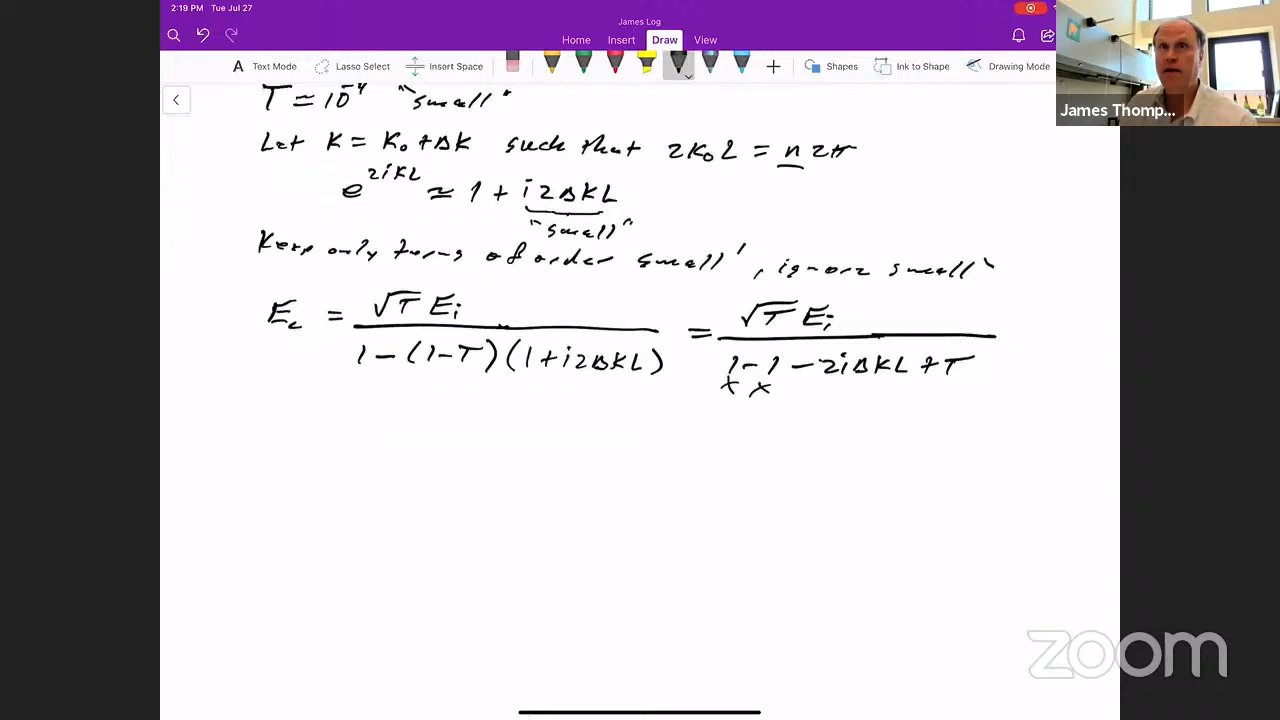 2:19 PM Tue Jul 27
James Log
Home Insert Draw View
Text Mode Lasso Select Insert Space Shapes Ink to Shape Drawing Mode
James Thomp...
T ≈ 10⁻⁴ "small"
Let K = K₀ + ΔK such that 2K₀L = n2π
e^{2iKL} ≈ 1 + i2ΔKL
"small"
Keep only terms of order small', ignore small
E_c = √T E_i / 1 - (1-T)(1+i2ΔKL) = √T E_i / 1 - 1 - 2iΔKL + T
x x
zoom